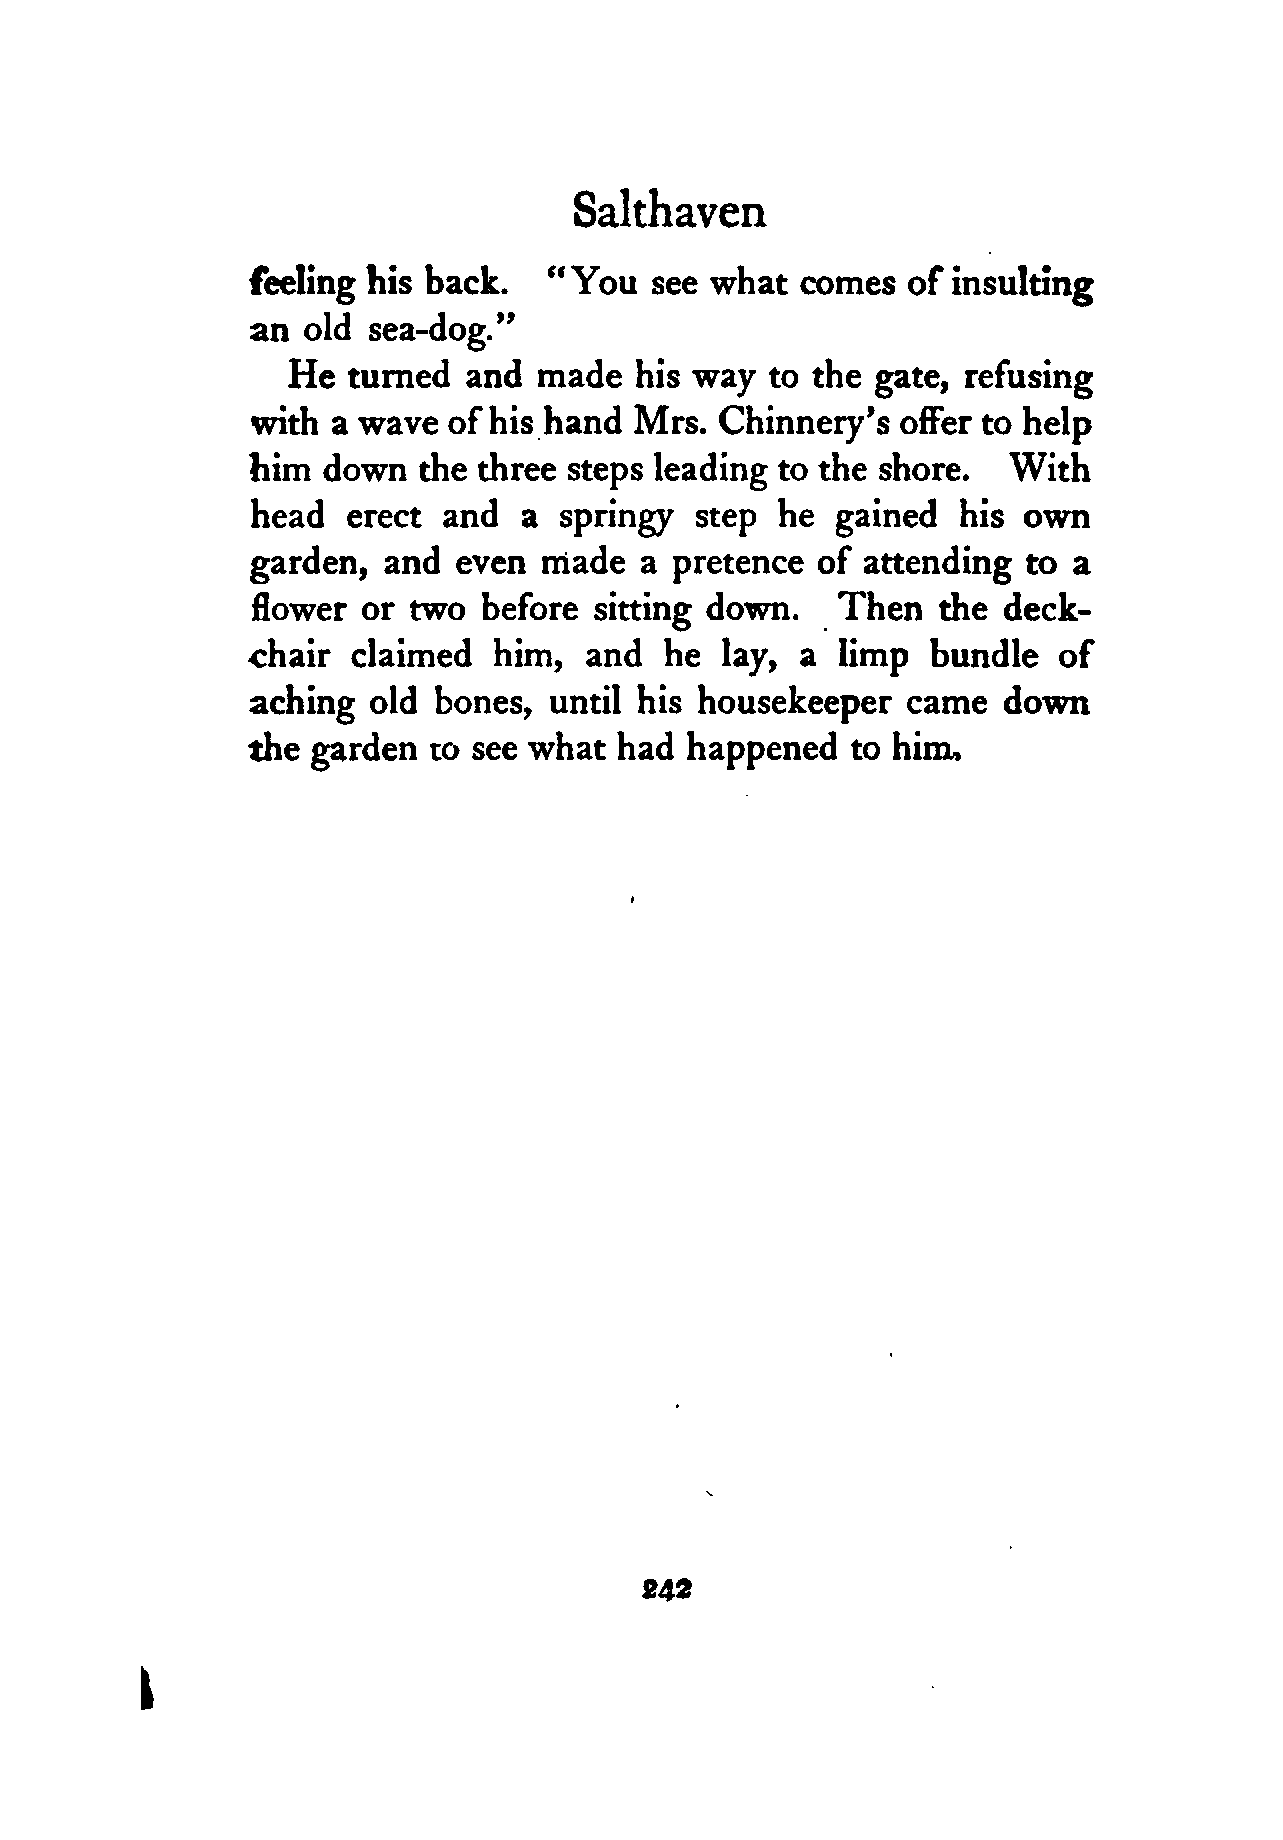 Salthaven
feeling his back. "You see what comes of insulting
an old sea-dog."
He turned and made his way to the gate, refusing
with a wave of his hand Mrs. Chinnery's offer to help
him down the three steps leading to the shore. With
head erect and a springy step he gained his own
garden, and even made a pretence of attending to a
flower or two before sitting down. Then the deck-
chair claimed him, and he lay, a limp bundle of
aching old bones, until his housekeeper came down
the garden to see what had happened to him.
242